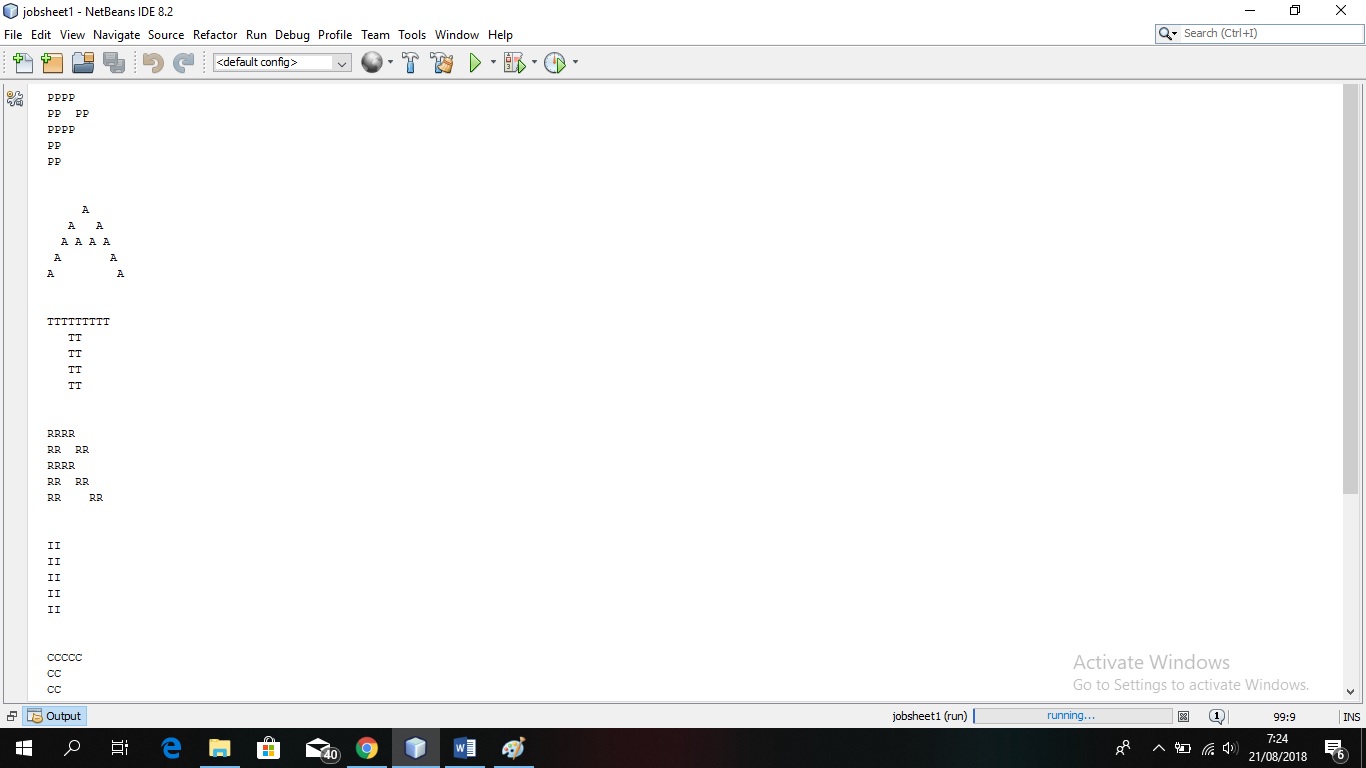 jobsheet1 - NetBeans IDE 8.2
File Edit View Navigate Source Refactor Run Debug Profile Team Tools Window Help
Search (Ctrl+I)
<default config>
PPPP
PP  PP
PPPP
PP
PP
     A
   A   A
  A A A A
 A       A
A         A
TTTTTTTTT
   TT
   TT
   TT
   TT
RRRR
RR  RR
RRRR
RR  RR
RR    RR
II
II
II
II
II
CCCCC
CC
CC
Activate Windows
Go to Settings to activate Windows.
Output
jobsheet1 (run)
running...
1
99:9
INS
40
7:24
21/08/2018
6